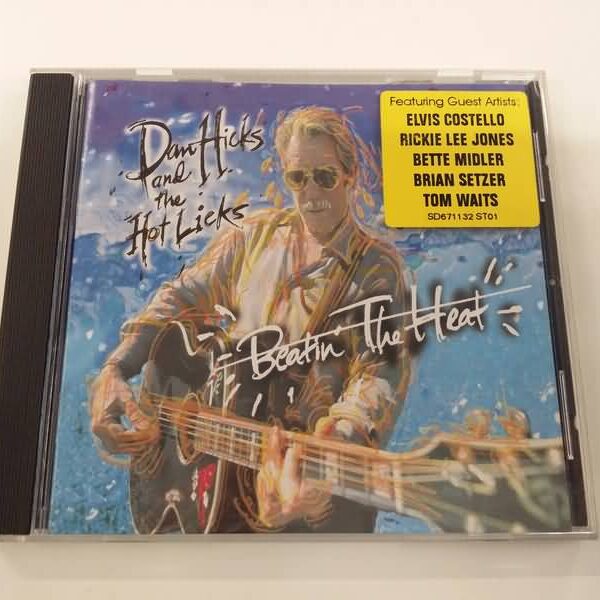 Dan Hicks
and
the
Hot Licks
Featuring Guest Artists:
ELVIS COSTELLO
RICKIE LEE JONES
BETTE MIDLER
BRIAN SETZER
TOM WAITS
SD671132 ST01
Beatin' The Heat